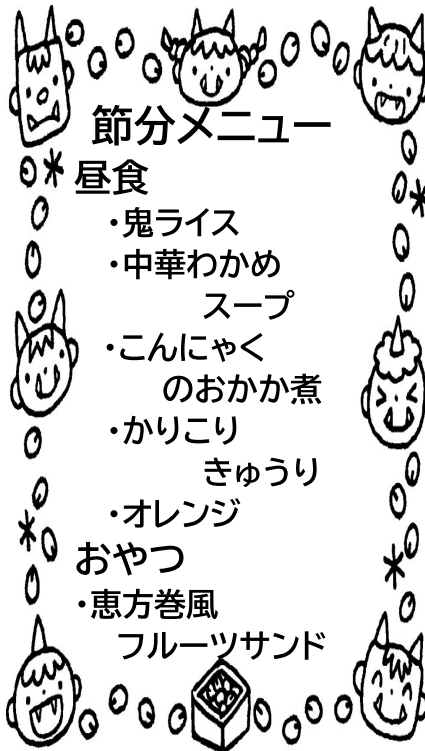 節分メニュー
昼食
・鬼ライス
・中華わかめ
スープ
・こんにゃく
のおかか煮
・かりこり
きゅうり
・オレンジ
おやつ
・恵方巻風
フルーツサンド